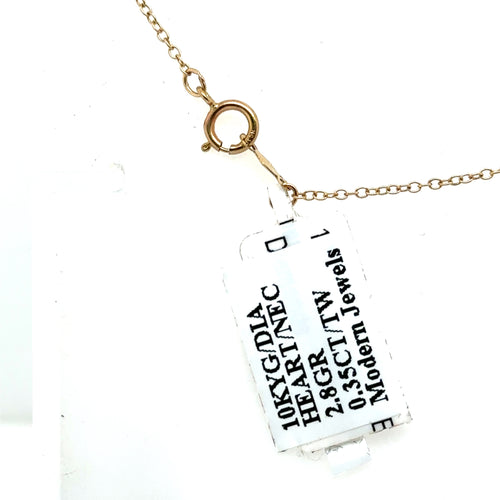 10KYG/DIA
HEART/NEC
2.8GR
0.35CT/TW
Modern Jewels